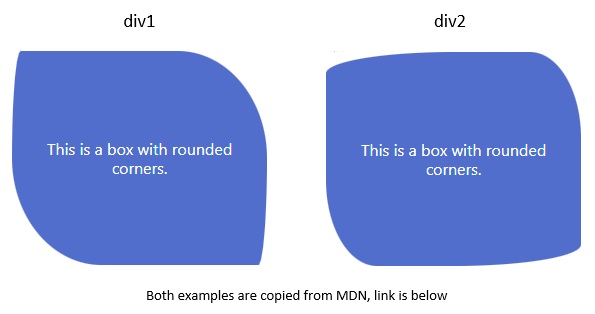 div1
div2
This is a box with rounded
corners.
This is a box with rounded
corners.
Both examples are copied from MDN, link is below